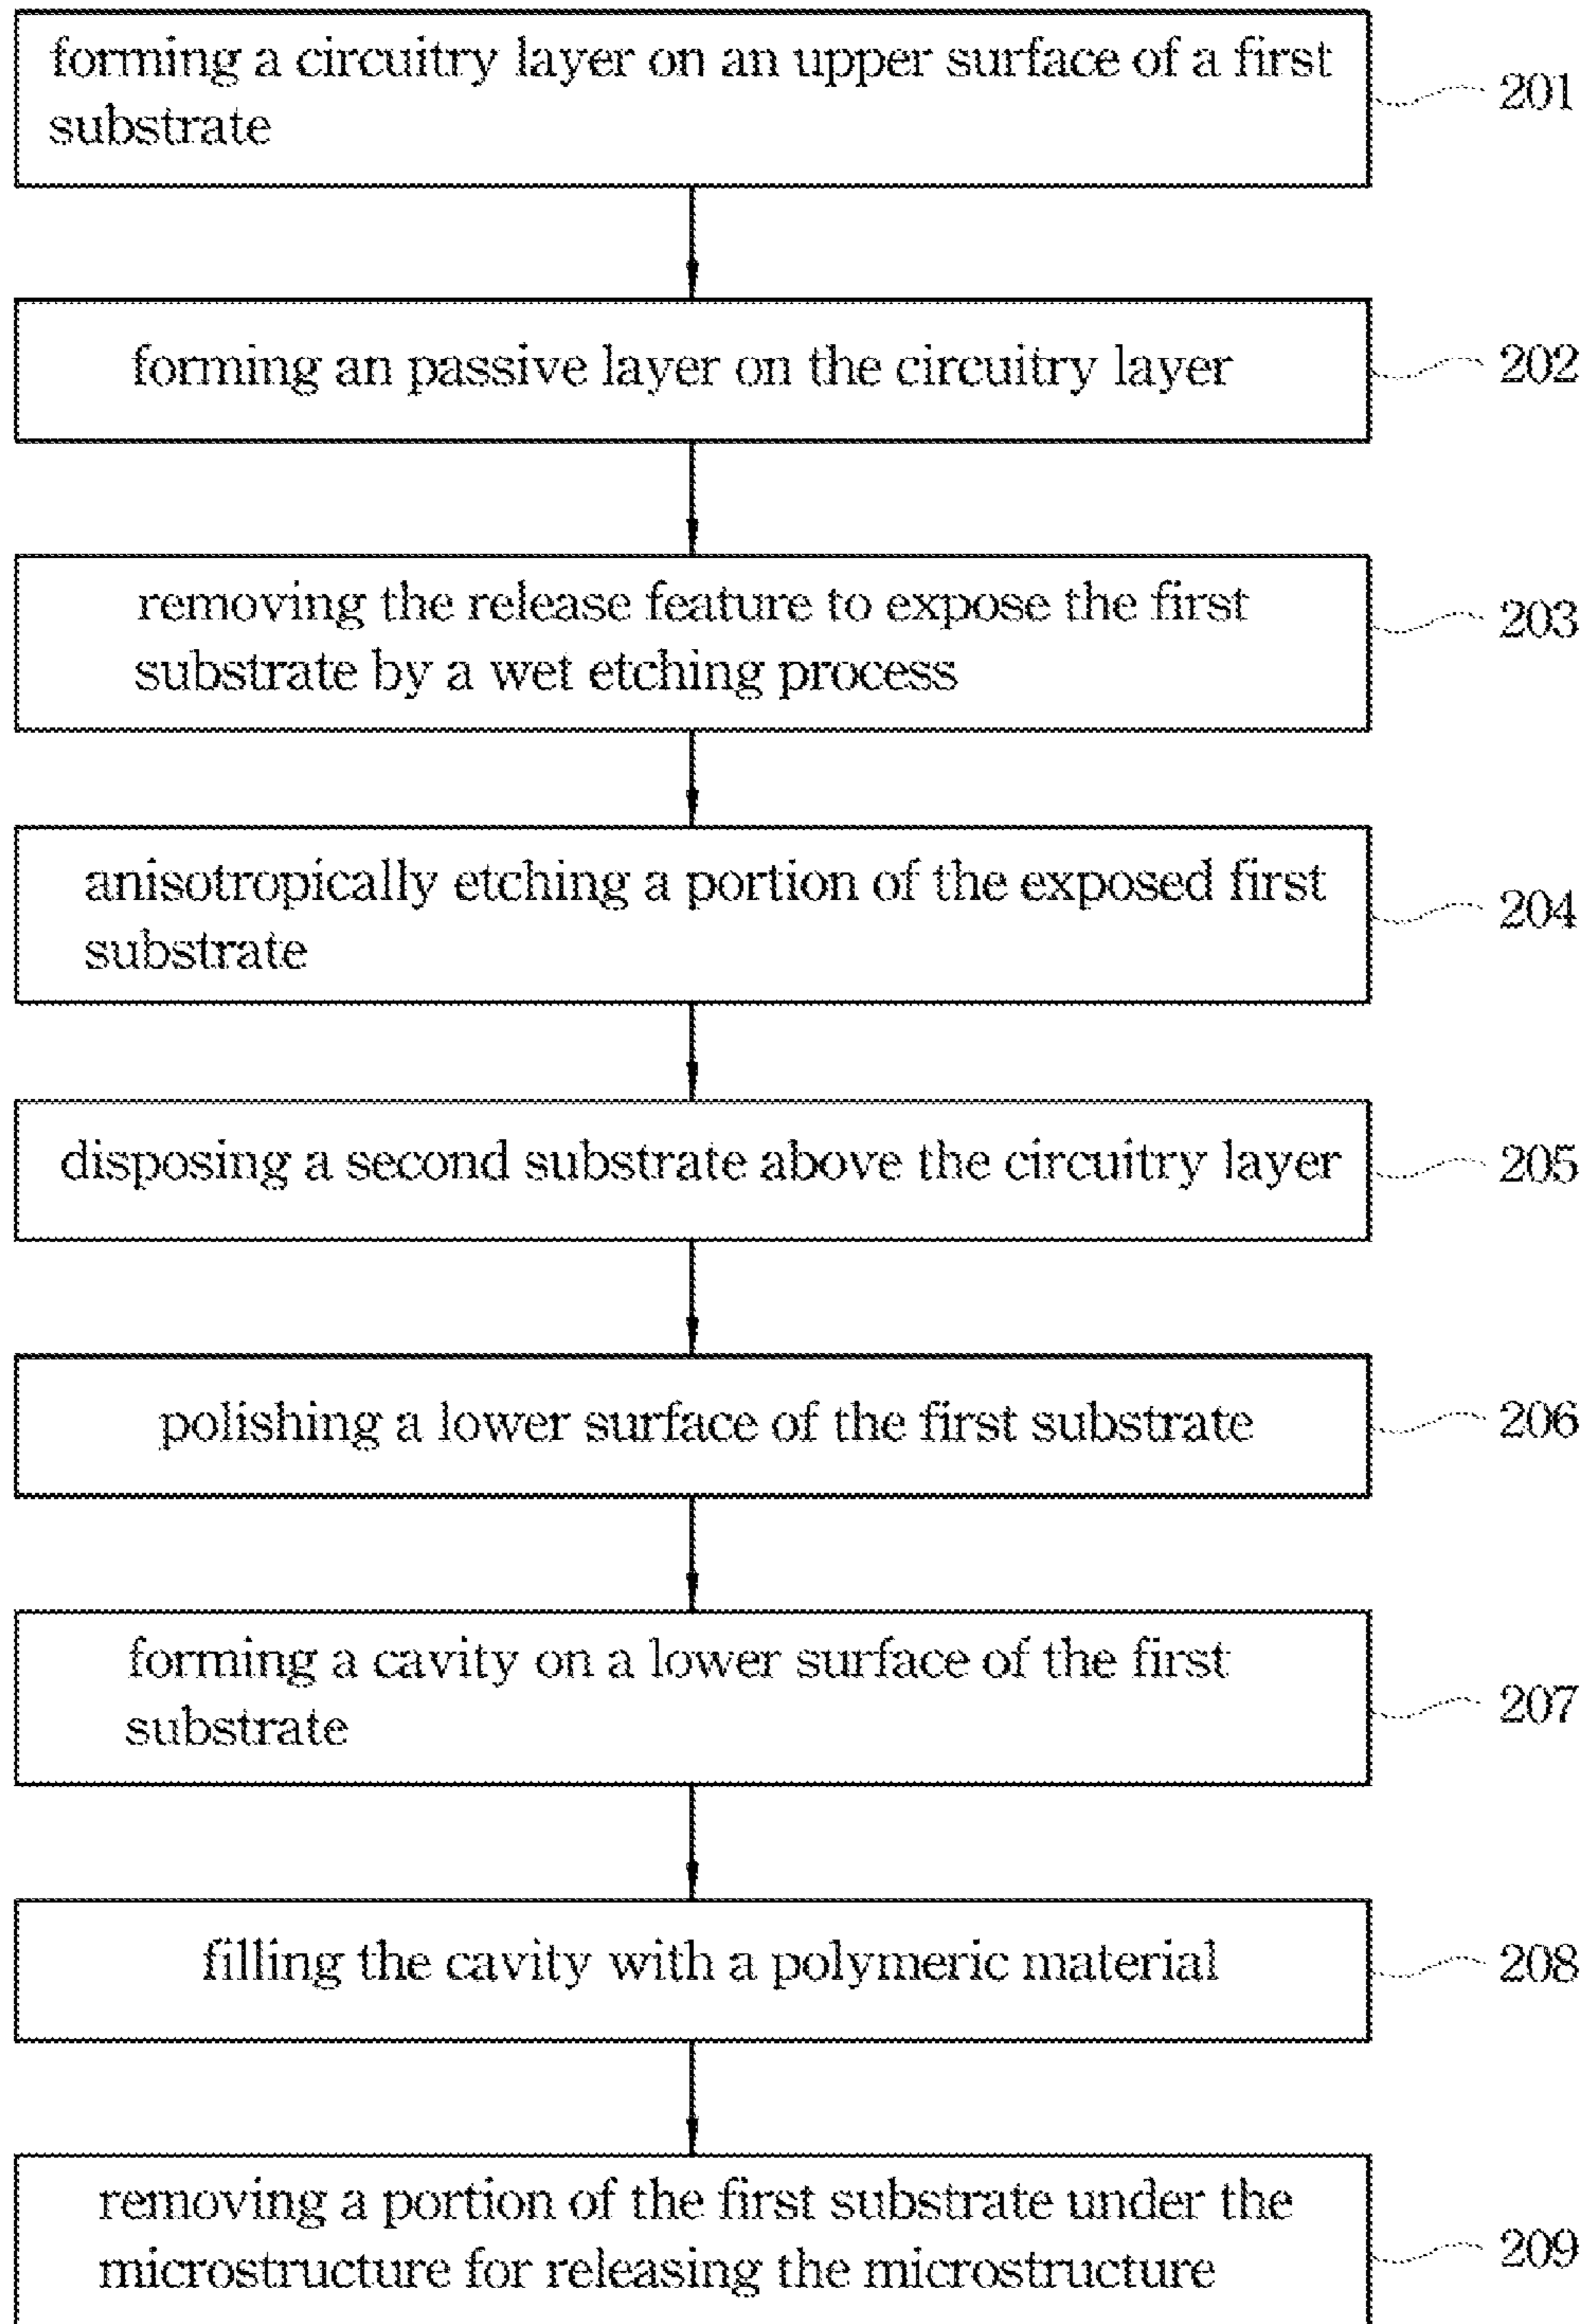 forming a circuitry layer on an upper surface of a first
substrate
201
forming an passive layer on the circuitry layer
202
removing the release feature to expose the first
substrate by a wet etching process
203
anisotropically etching a portion of the exposed first
substrate
204
disposing a second substrate above the circuitry layer
205
polishing a lower surface of the first substrate
206
forming a cavity on a lower surface of the first
substrate
207
filling the cavity with a polymeric material
208
removing a portion of the first substrate under the
microstructure for releasing the microstructure
209